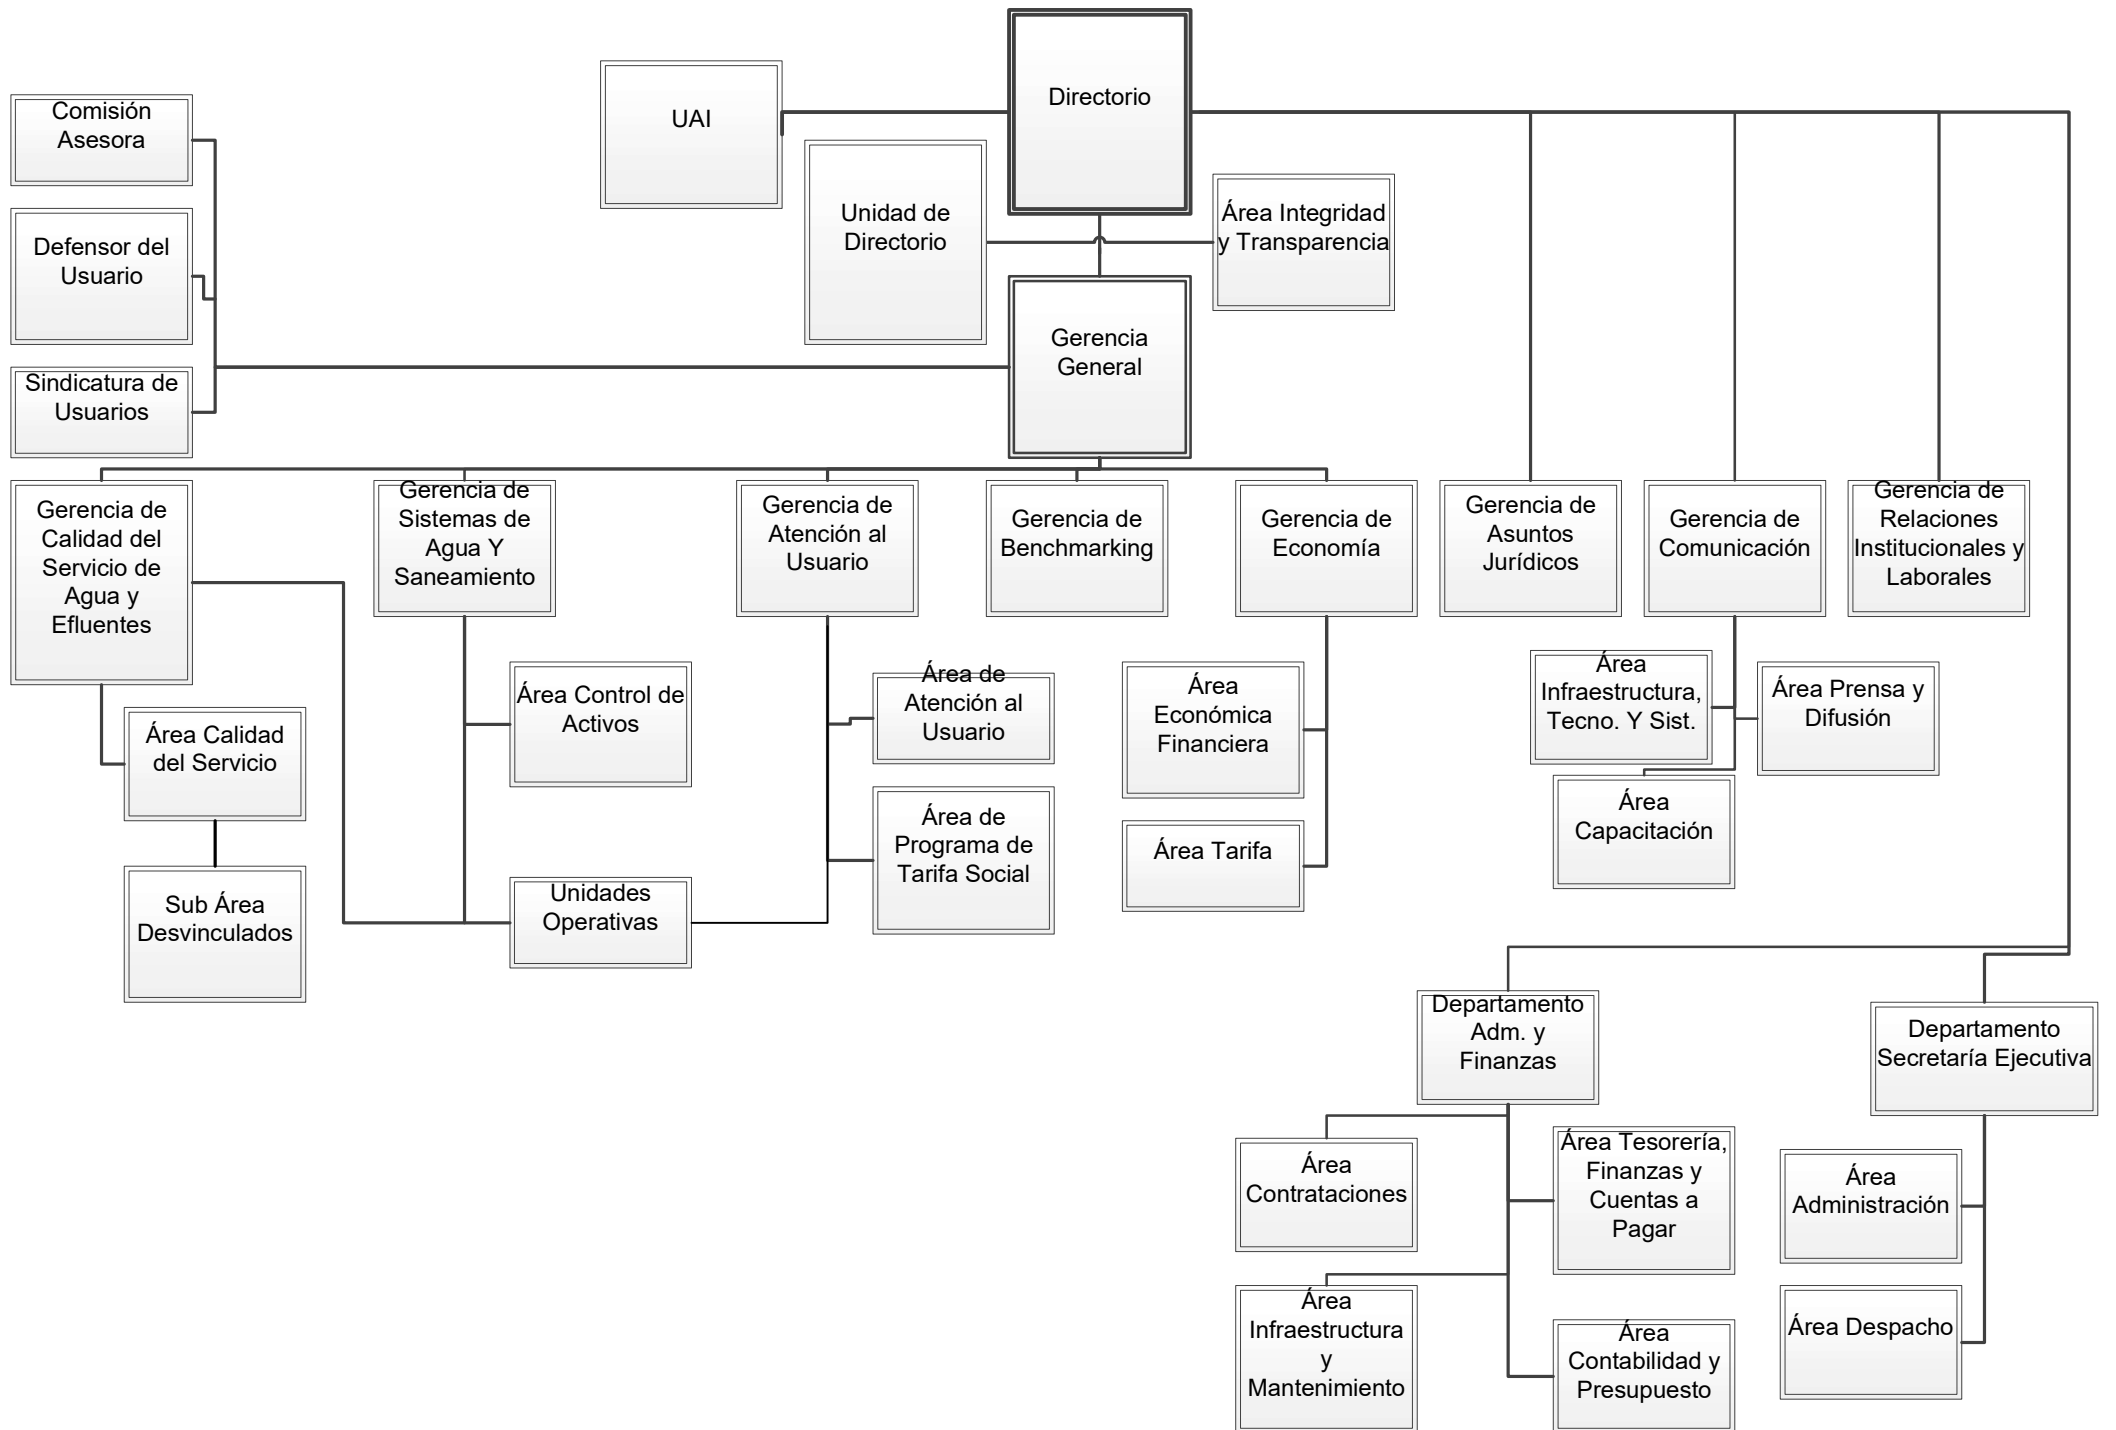 Directorio
UAI
Comisión
Asesora
Unidad de
Directorio
Área Integridad
y Transparencia
Defensor del
Usuario
Gerencia
General
Sindicatura de
Usuarios
Gerencia de
Calidad del
Servicio de
Agua y
Efluentes
Gerencia de
Sistemas de
Agua Y
Saneamiento
Gerencia de
Atención al
Usuario
Gerencia de
Benchmarking
Gerencia de
Economía
Gerencia de
Asuntos
Jurídicos
Gerencia de
Comunicación
Gerencia de
Relaciones
Institucionales y
Laborales
Área Calidad
del Servicio
Área Control de
Activos
Área de
Atención al
Usuario
Área
Económica
Financiera
Área
Infraestructura,
Tecno. Y Sist.
Área Prensa y
Difusión
Sub Área
Desvinculados
Unidades
Operativas
Área de
Programa de
Tarifa Social
Área Tarifa
Área
Capacitación
Departamento
Adm. y
Finanzas
Departamento
Secretaría Ejecutiva
Área
Contrataciones
Área Tesorería,
Finanzas y
Cuentas a
Pagar
Área
Administración
Área
Infraestructura
y
Mantenimiento
Área
Contabilidad y
Presupuesto
Área Despacho